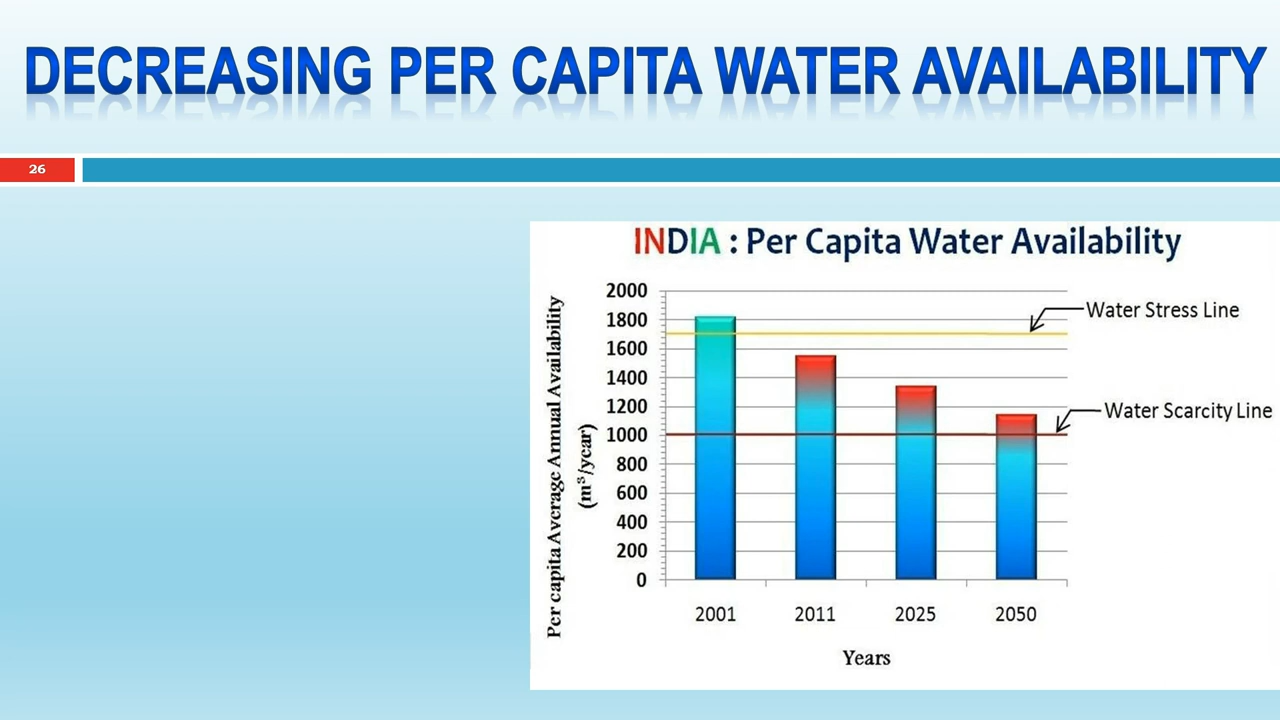 DECREASING PER CAPITA WATER AVAILABILITY
26
INDIA : Per Capita Water Availability
Per capita Average Annual Availability
(m³/year)
2000
1800
1600
1400
1200
1000
800
600
400
200
0
Water Stress Line
Water Scarcity Line
2001 2011 2025 2050
Years